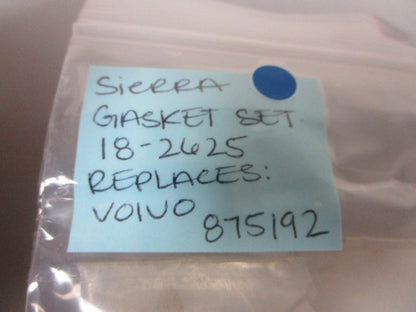 SIERRA
GASKET SET
18-2625
REPLACES:
VOLVO
875192